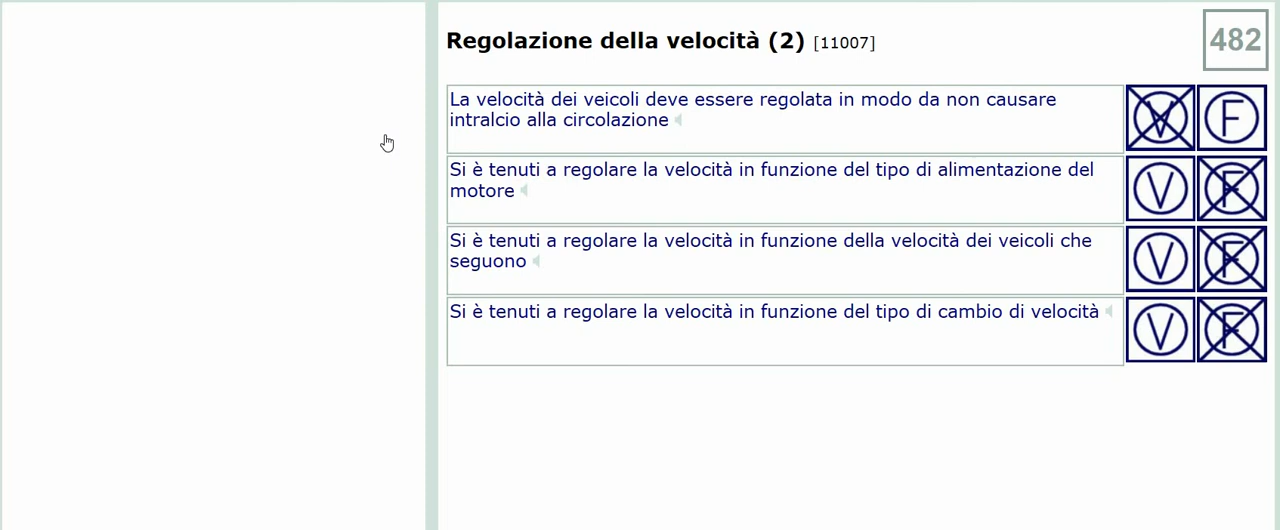 Regolazione della velocità (2) [11007]
482
La velocità dei veicoli deve essere regolata in modo da non causare
intralcio alla circolazione
V F
Si è tenuti a regolare la velocità in funzione del tipo di alimentazione del
motore
V F
Si è tenuti a regolare la velocità in funzione della velocità dei veicoli che
seguono
V F
Si è tenuti a regolare la velocità in funzione del tipo di cambio di velocità
V F